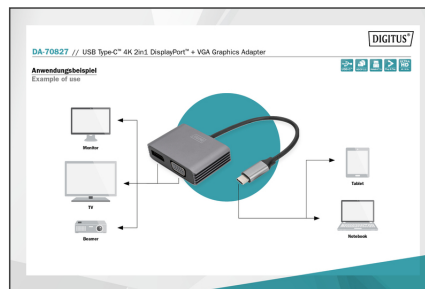 DIGITUS®
DA-70827 // USB Type-C™ 4K 2in1 DisplayPort™ + VGA Graphics Adapter
Anwendungsbeispiel
Example of use
Monitor
TV
Beamer
Tablet
Notebook